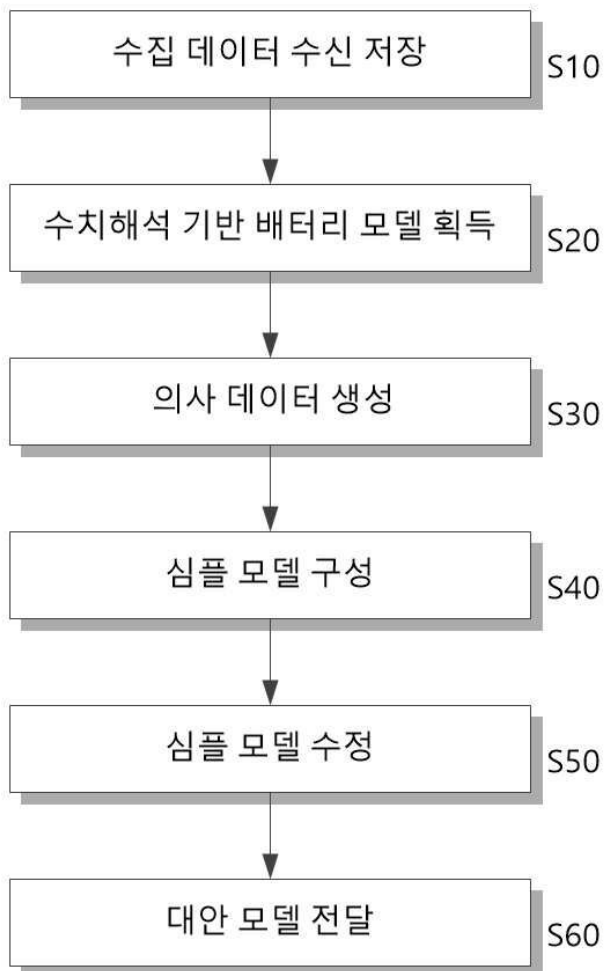 수집 데이터 수신 저장
S10
수치해석 기반 배터리 모델 획득
S20
의사 데이터 생성
S30
심플 모델 구성
S40
심플 모델 수정
S50
대안 모델 전달
S60